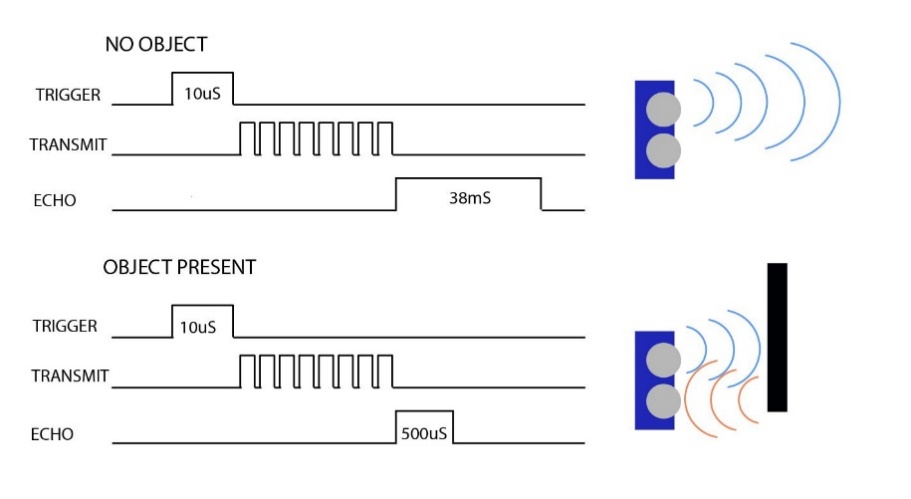 NO OBJECT
TRIGGER
10uS
TRANSMIT
ECHO
38mS
OBJECT PRESENT
TRIGGER
10uS
TRANSMIT
ECHO
500uS